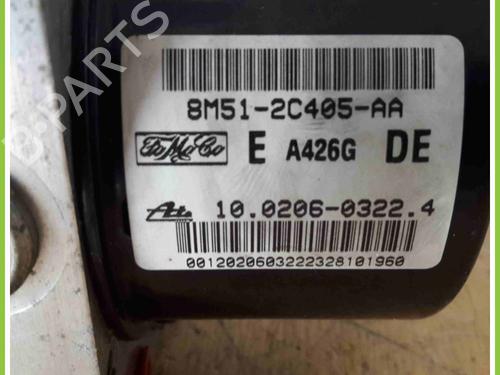 B-PARTS
8M51-2C405-AA
FoMoCo E A426G DE
Ate 10.0206-0322.4
00120206032223281019​60